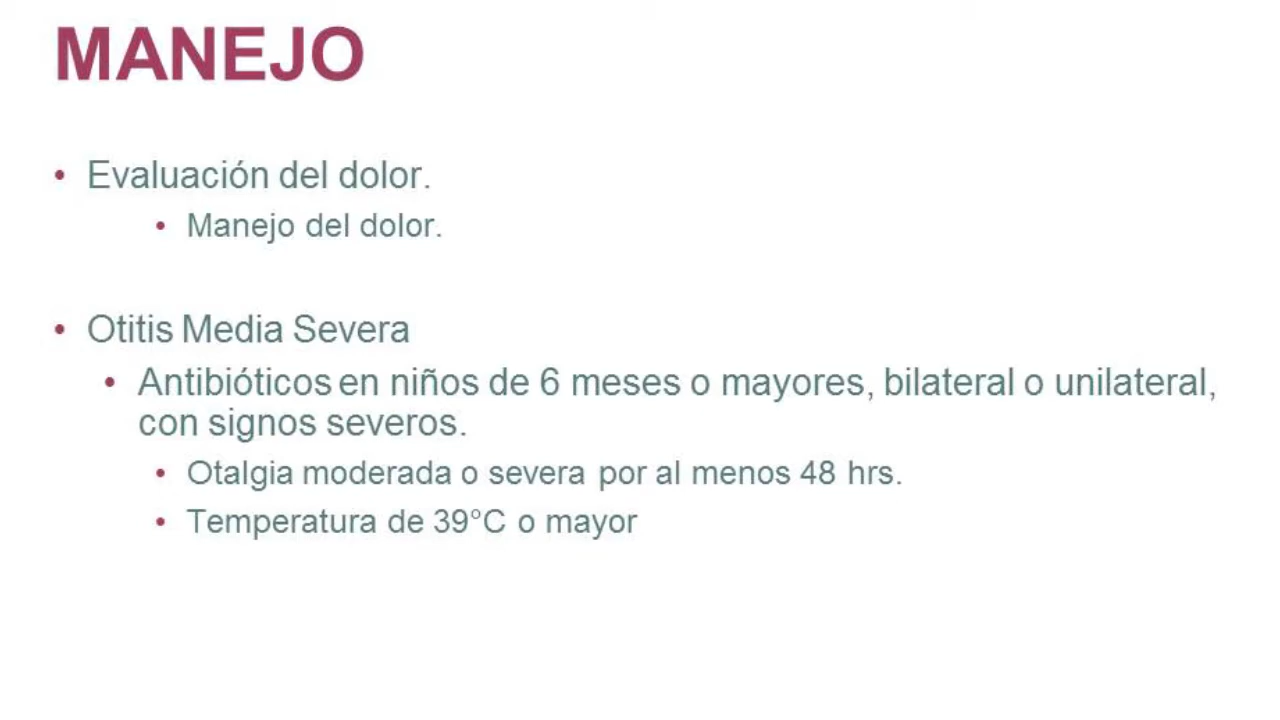 MANEJO
• Evaluación del dolor.
• Manejo del dolor.
• Otitis Media Severa
• Antibióticos en niños de 6 meses o mayores, bilateral o unilateral,
con signos severos.
• Otalgia moderada o severa por al menos 48 hrs.
• Temperatura de 39°C o mayor